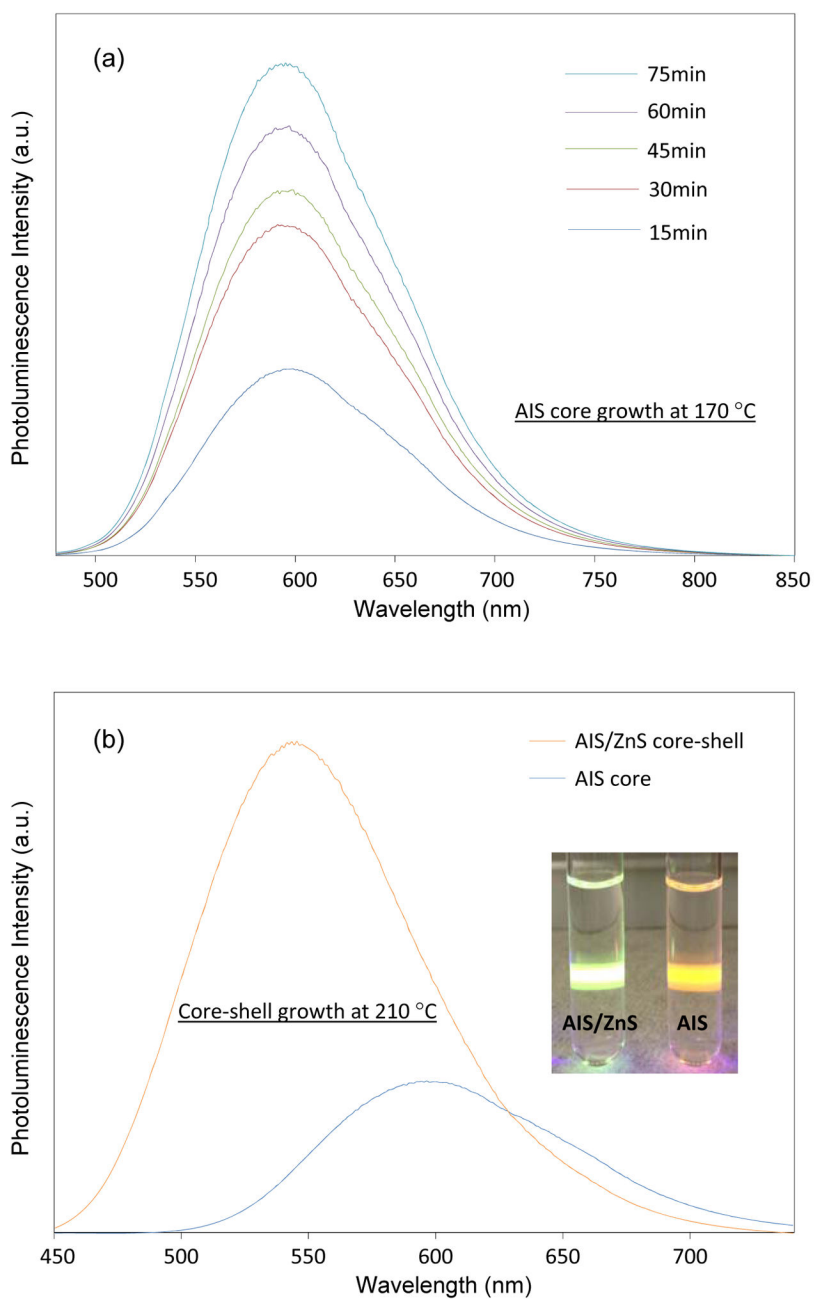 (a)
75min
60min
45min
30min
15min
AIS core growth at 170 °C
Photoluminescence Intensity (a.u.)
500 550 600 650 700 750 800 850
Wavelength (nm)
(b)
AIS/ZnS core-shell
AIS core
Core-shell growth at 210 °C
AIS/ZnS AIS
Photoluminescence Intensity (a.u.)
450 500 550 600 650 700
Wavelength (nm)